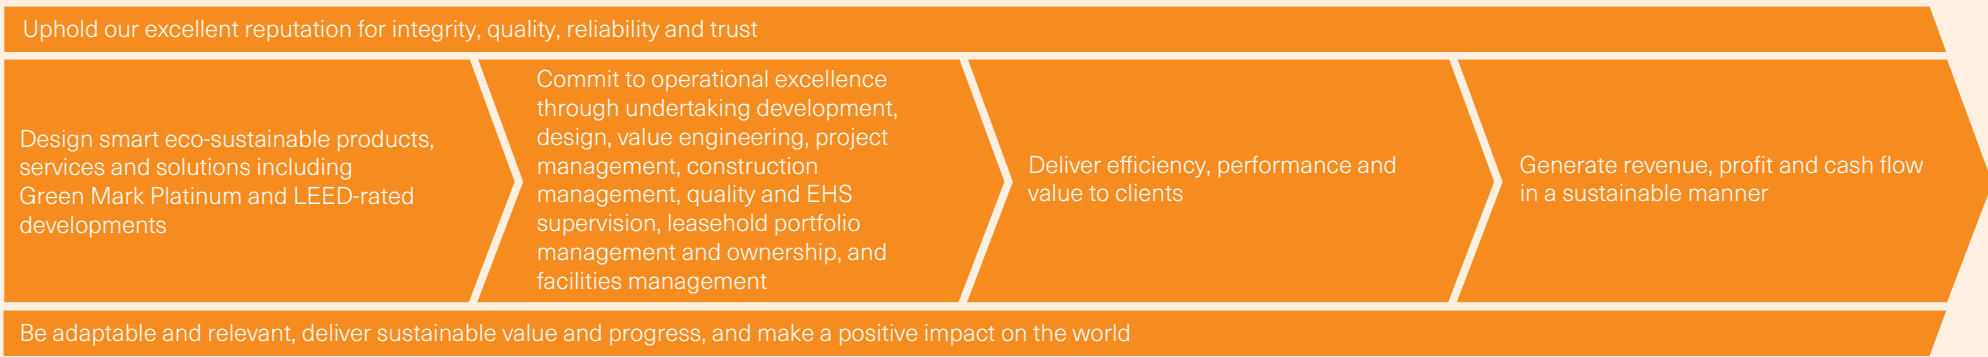 Uphold our excellent reputation for integrity, quality, reliability and trust
Design smart eco-sustainable products,
services and solutions including
Green Mark Platinum and LEED-rated
developments
Commit to operational excellence
through undertaking development,
design, value engineering, project
management, construction
management, quality and EHS
supervision, leasehold portfolio
management and ownership, and
facilities management
Deliver efficiency, performance and
value to clients
Generate revenue, profit and cash flow
in a sustainable manner
Be adaptable and relevant, deliver sustainable value and progress, and make a positive impact on the world